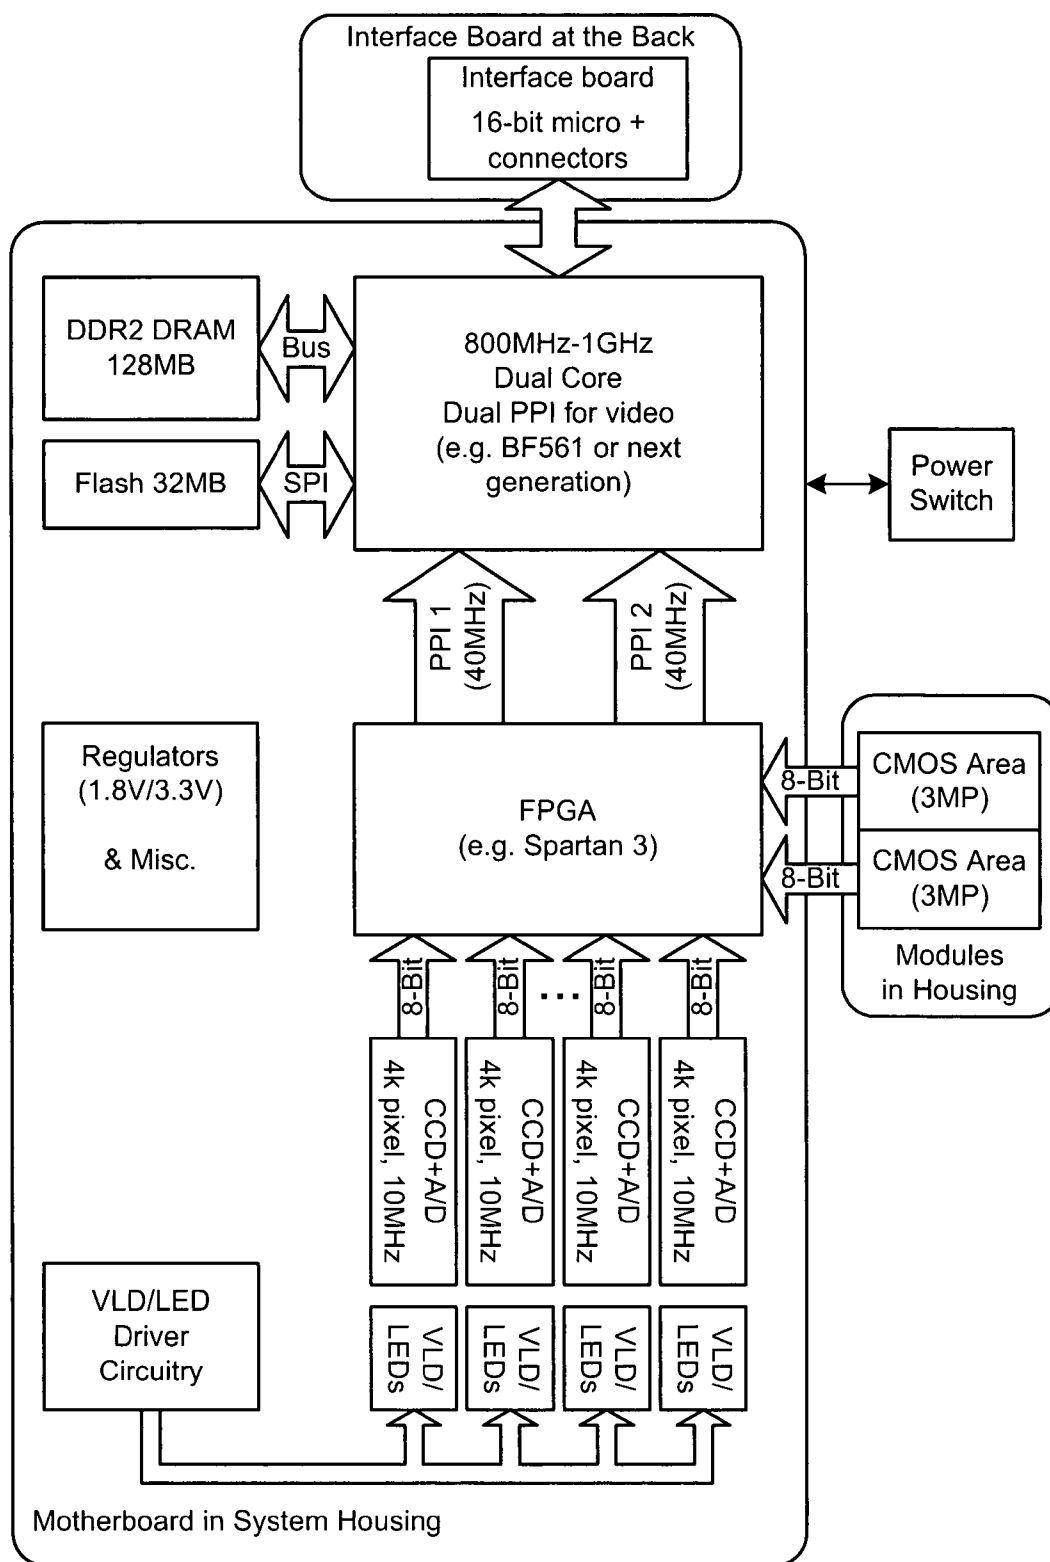 Interface Board at the Back
Interface board
16-bit micro +
connectors
DDR2 DRAM
128MB
Bus
800MHz-1GHz
Dual Core
Dual PPI for video
(e.g. BF561 or next
generation)
Flash 32MB
SPI
Power
Switch
PPI 1
(40MHz)
PPI 2
(40MHz)
Regulators
(1.8V/3.3V)
& Misc.
FPGA
(e.g. Spartan 3)
8-Bit
CMOS Area
(3MP)
8-Bit
CMOS Area
(3MP)
Modules
in Housing
8-Bit
8-Bit
...
8-Bit
8-Bit
CCD+A/D
4k pixel, 10MHz
CCD+A/D
4k pixel, 10MHz
CCD+A/D
4k pixel, 10MHz
CCD+A/D
4k pixel, 10MHz
VLD/LED
Driver
Circuitry
VLD/
LEDs
VLD/
LEDs
VLD/
LEDs
VLD/
LEDs
Motherboard in System Housing